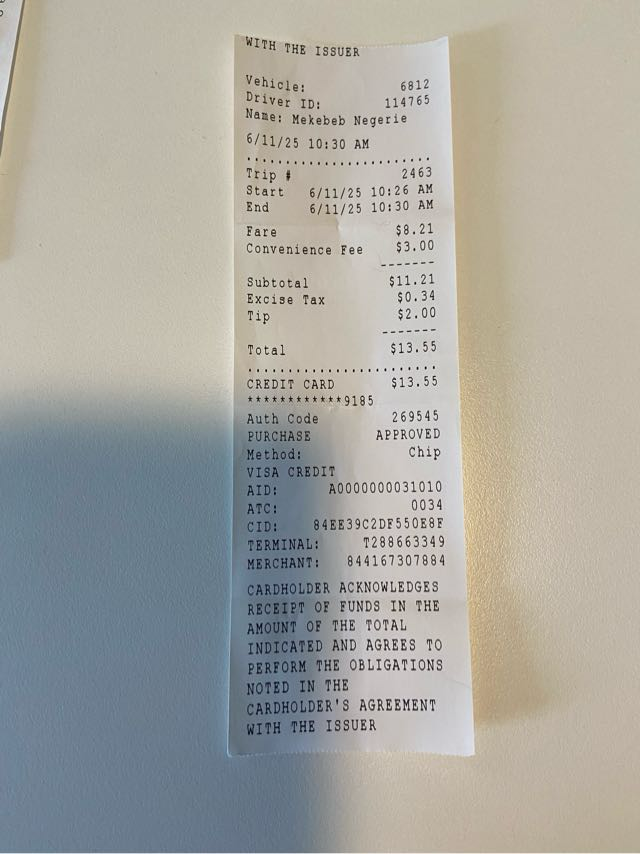 WITH THE ISSUER
Vehicle: 6812
Driver ID: 114765
Name: Mekebeb Negerie
6/11/25 10:30 AM
........................
Trip # 2463
Start 6/11/25 10:26 AM
End 6/11/25 10:30 AM
Fare $8.21
Convenience Fee $3.00
-------
Subtotal $11.21
Excise Tax $0.34
Tip $2.00
-------
Total $13.55
........................
CREDIT CARD $13.55
************9185
Auth Code 269545
PURCHASE APPROVED
Method: Chip
VISA CREDIT
AID: A0000000031010
ATC: 0034
CID: 84EE39C2DF550E8F
TERMINAL: T288663349
MERCHANT: 844167307884
CARDHOLDER ACKNOWLEDGES
RECEIPT OF FUNDS IN THE
AMOUNT OF THE TOTAL
INDICATED AND AGREES TO
PERFORM THE OBLIGATIONS
NOTED IN THE
CARDHOLDER'S AGREEMENT
WITH THE ISSUER